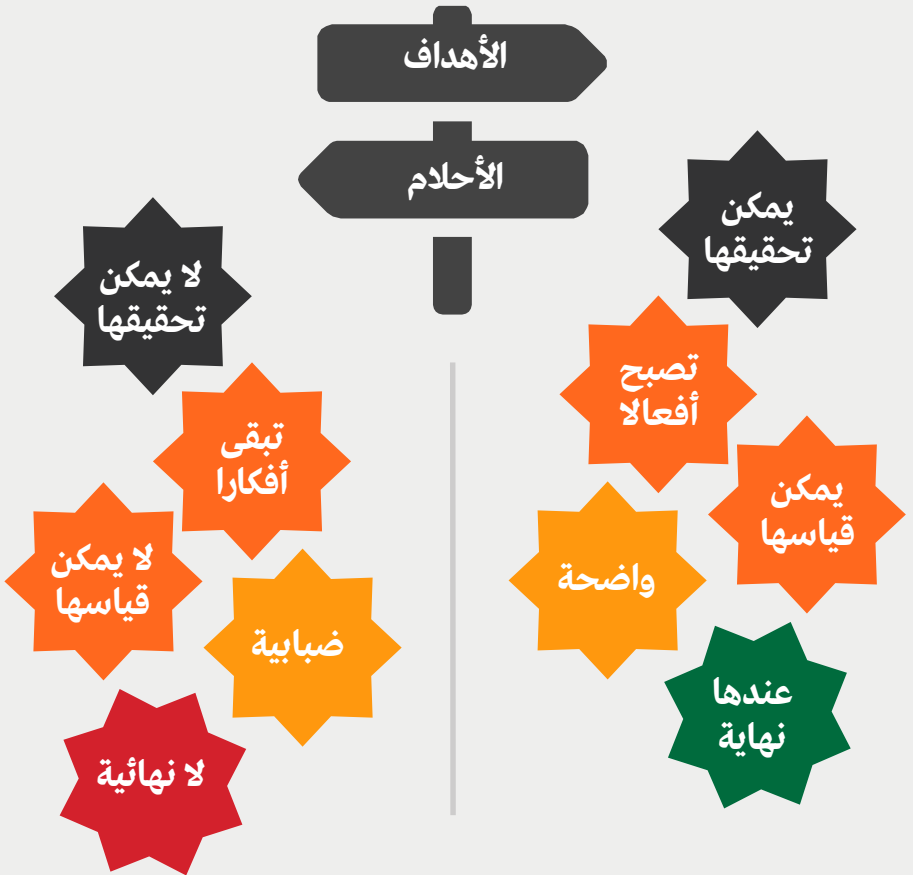 الأهداف
الأحلام
يمكن
تحقيقها
تصبح
أفعالا
يمكن
قياسها
واضحة
عندها
نهاية
لا يمكن
تحقيقها
تبقى
أفكارا
لا يمكن
قياسها
ضبابية
لا نهائية